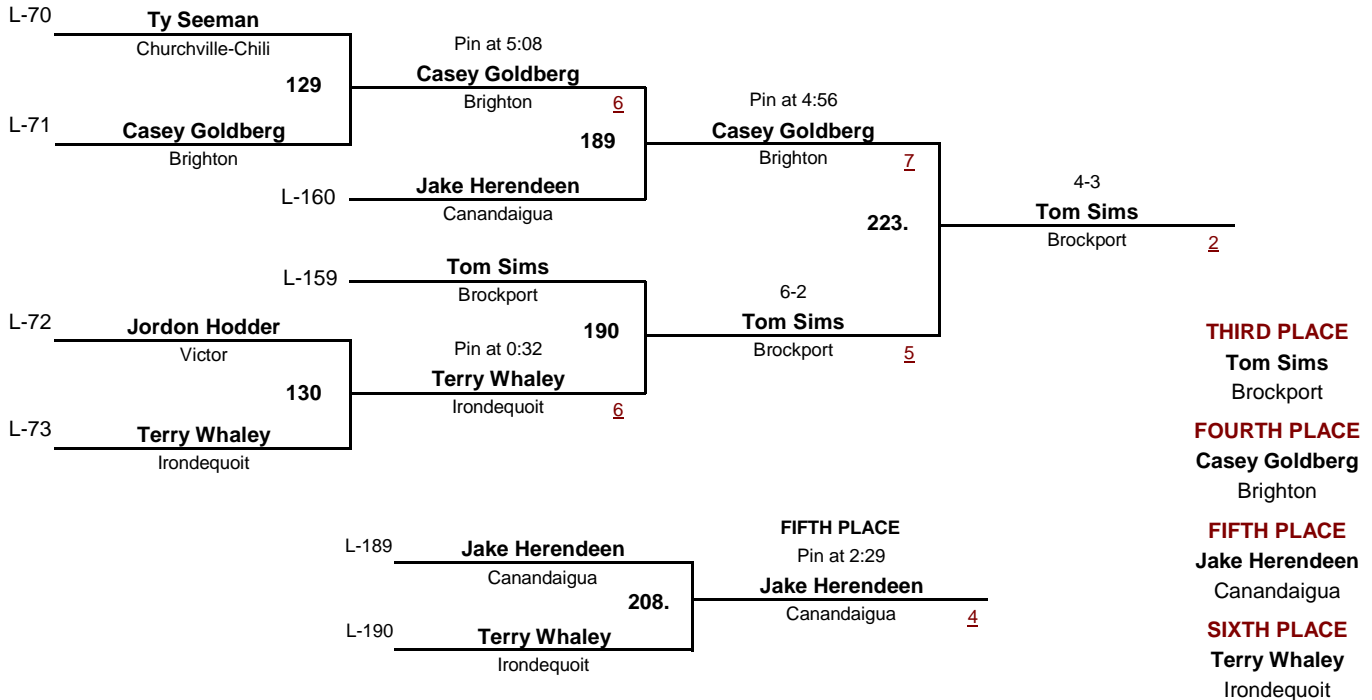 L-70
Ty Seeman
Churchville-Chili
129
L-71
Casey Goldberg
Brighton
Pin at 5:08
Casey Goldberg
Brighton
6
189
L-160
Jake Herendeen
Canandaigua
Pin at 4:56
Casey Goldberg
Brighton
7
223.
4-3
Tom Sims
Brockport
2
L-159
Tom Sims
Brockport
190
6-2
Tom Sims
Brockport
5
L-72
Jordon Hodder
Victor
130
L-73
Terry Whaley
Irondequoit
Pin at 0:32
Terry Whaley
Irondequoit
6
THIRD PLACE
Tom Sims
Brockport
FOURTH PLACE
Casey Goldberg
Brighton
FIFTH PLACE
Jake Herendeen
Canandaigua
SIXTH PLACE
Terry Whaley
Irondequoit
L-189
Jake Herendeen
Canandaigua
208.
L-190
Terry Whaley
Irondequoit
FIFTH PLACE
Pin at 2:29
Jake Herendeen
Canandaigua
4